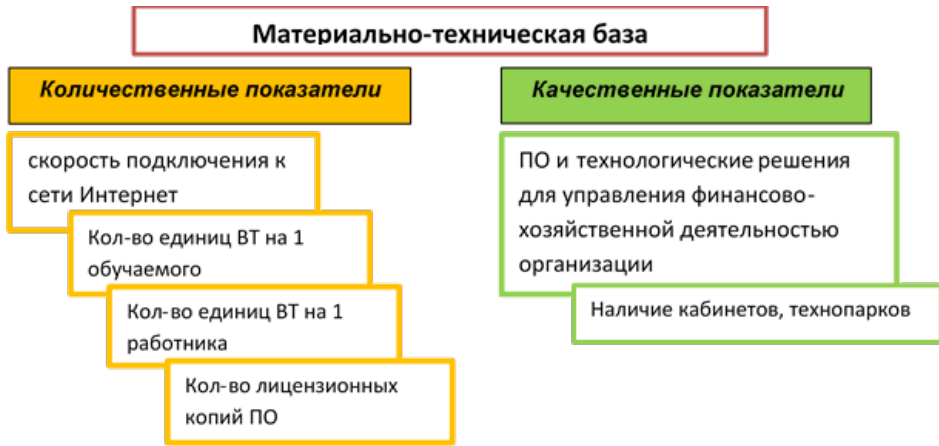 Материально-техническая база
Количественные показатели
скорость подключения к
сети Интернет
Кол-во единиц ВТ на 1
обучаемого
Кол-во единиц ВТ на 1
работника
Кол-во лицензионных
копий ПО
Качественные показатели
ПО и технологические решения
для управления финансово-
хозяйственной деятельностью
организации
Наличие кабинетов, технопарков